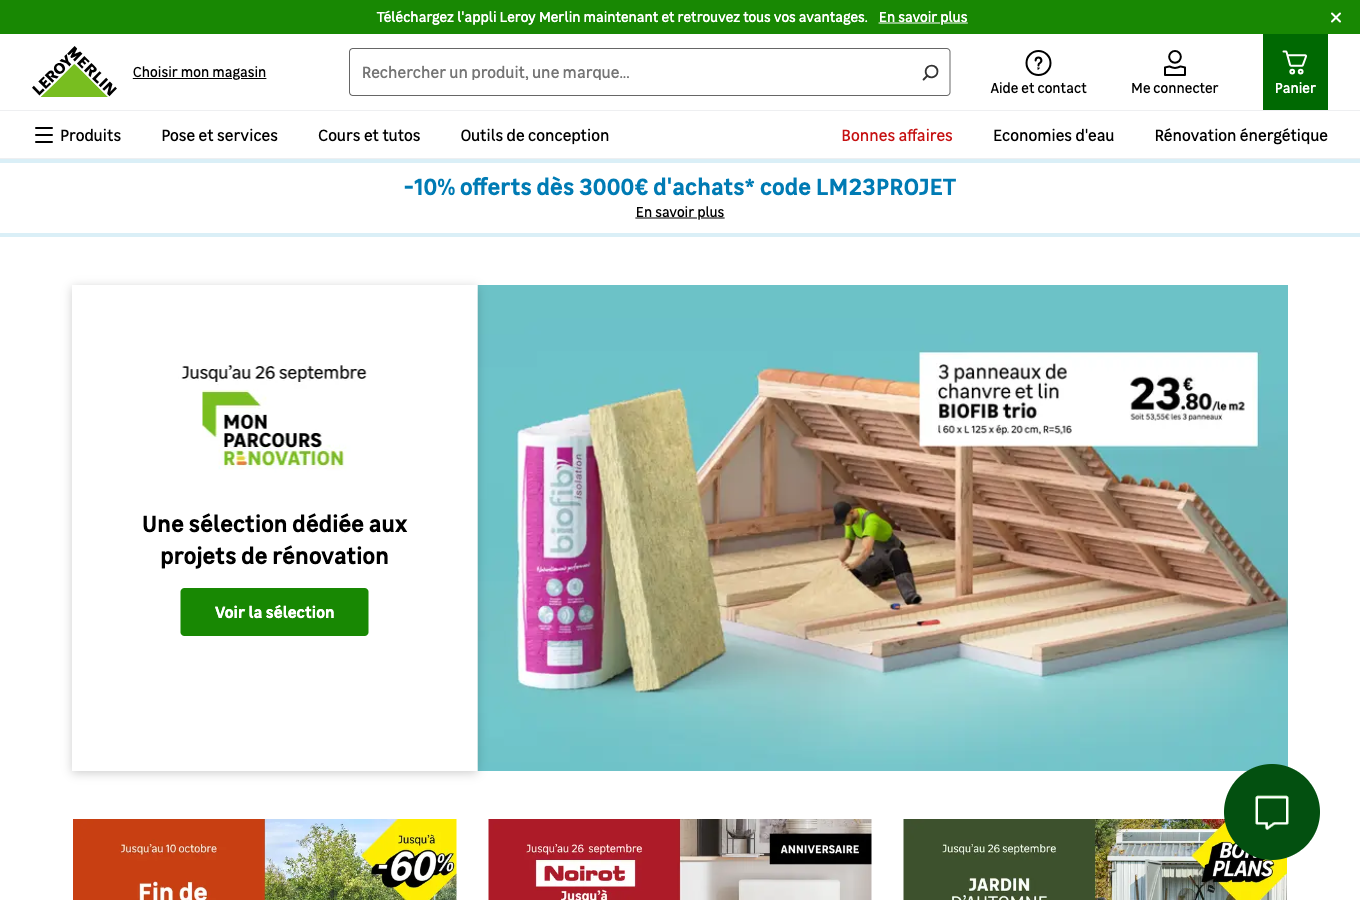 Téléchargez l'appli Leroy Merlin maintenant et retrouvez tous vos avantages. En savoir plus
LEROY MERLIN
Choisir mon magasin
Rechercher un produit, une marque...
Aide et contact
Me connecter
Panier
Produits
Pose et services
Cours et tutos
Outils de conception
Bonnes affaires
Economies d'eau
Rénovation énergétique
-10% offerts dès 3000€ d'achats* code LM23PROJET
En savoir plus
Jusqu'au 26 septembre
MON
PARCOURS
RÉNOVATION
Une sélection dédiée aux
projets de rénovation
Voir la sélection
3 panneaux de
chanvre et lin
BIOFIB trio
l 60 x L 125 x ép. 20 cm, R=5,16
23€.80/le m2
Soit 53,55€ les 3 panneaux
biofib
isolation
Jusqu'au 10 octobre
Fin de
Jusqu'à
-60%
Jusqu'au 26 septembre
Noirot
Jusqu'à
ANNIVERSAIRE
Jusqu'au 26 septembre
JARDIN
D'AUTOMNE
BONS
PLANS